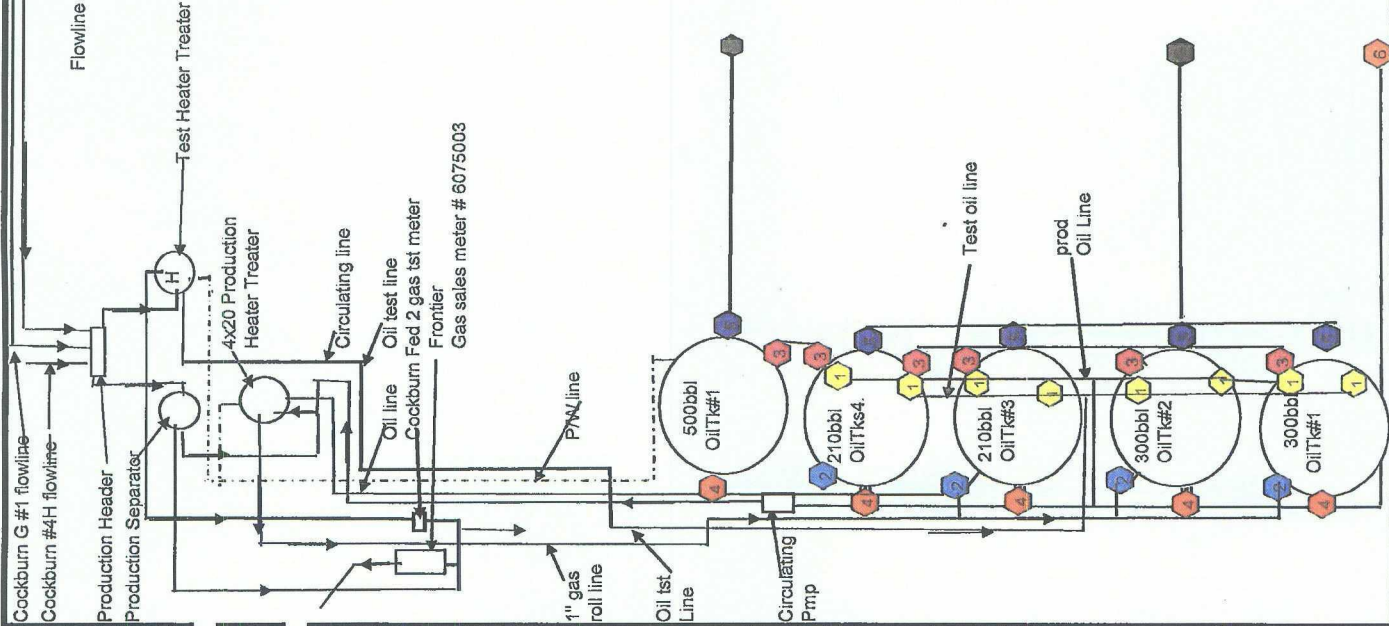 Flowline
Test Heater Treater
Cockburn G #1 flowline
Cockburn #4H flowline
Production Header
Production Separator
H
4x20 Production
Heater Treater
Circulating line
Oil test line
Oil line
Cockburn Fed 2 gas tst meter
Frontier
Gas sales meter # 6075003
P/W line
1" gas
roll line
Oil tst
Line
Circulating
Pmp
Test oil line
prod
Oil Line
500bbl
OilTk#1
210bbl
OilTks4.
210bbl
OilTk#3
300bbl
OilTk#2
300bbl
OilTk#1
6
3
3
3
3
3
3
1
1
1
1
1
1
1
1
2
2
2
2
4
4
4
4
4